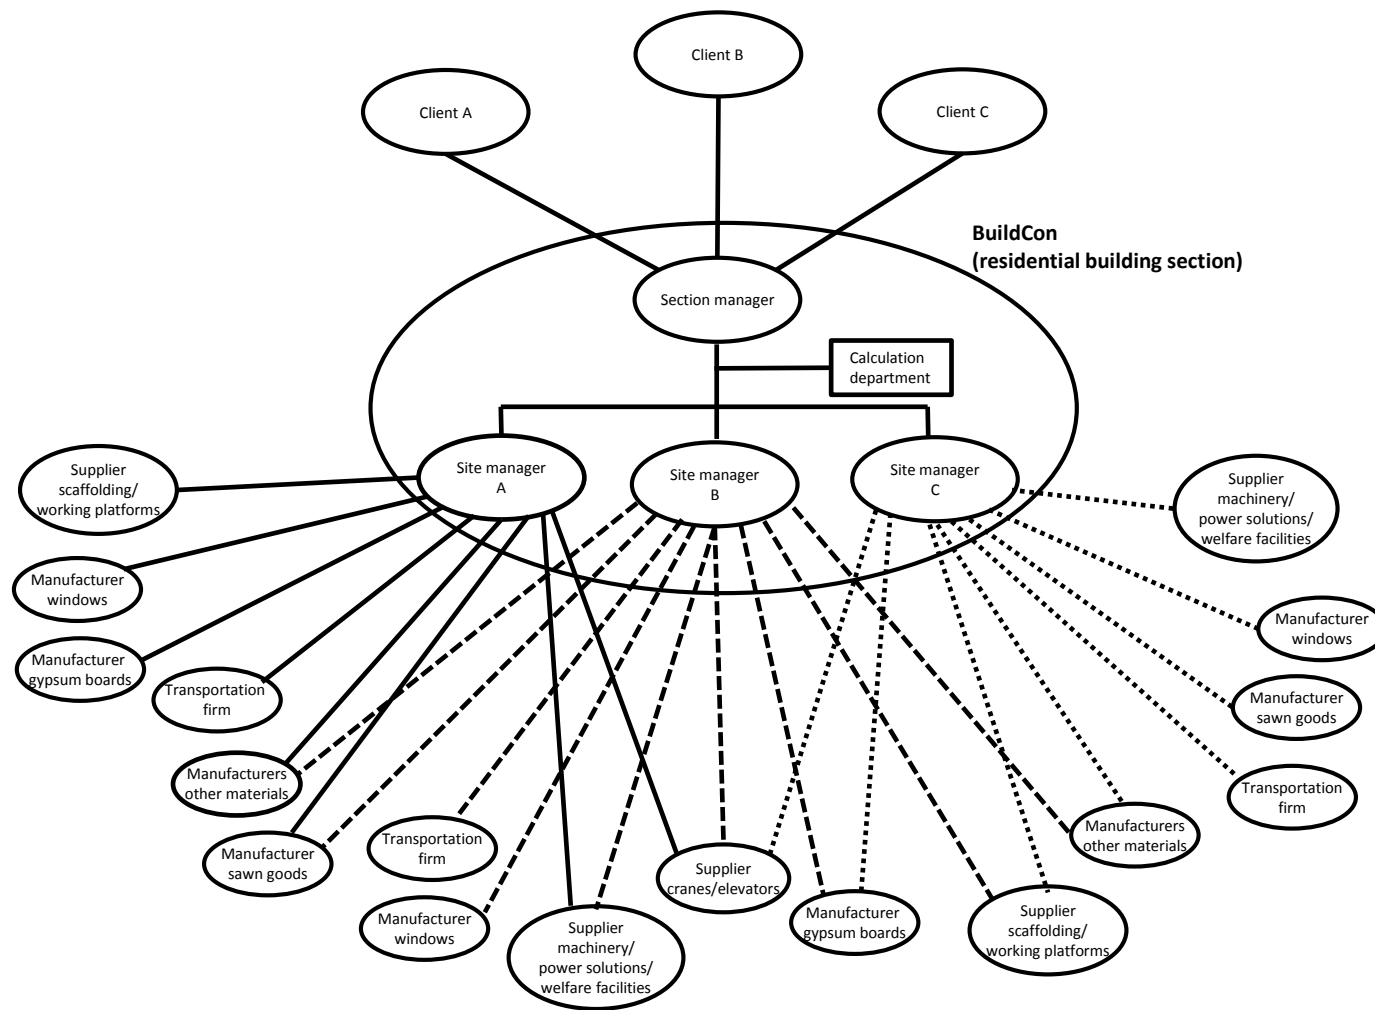 Client B
Client A
Client C
BuildCon
(residential building section)
Section manager
Calculation
department
Site manager
A
Site manager
B
Site manager
C
Supplier
scaffolding/
working platforms
Supplier
machinery/
power solutions/
welfare facilities
Manufacturer
windows
Manufacturer
windows
Manufacturer
gypsum boards
Transportation
firm
Manufacturer
sawn goods
Manufacturers
other materials
Transportation
firm
Manufacturer
sawn goods
Transportation
firm
Supplier
cranes/elevators
Manufacturers
other materials
Manufacturer
windows
Supplier
machinery/
power solutions/
welfare facilities
Manufacturer
gypsum boards
Supplier
scaffolding/
working platforms